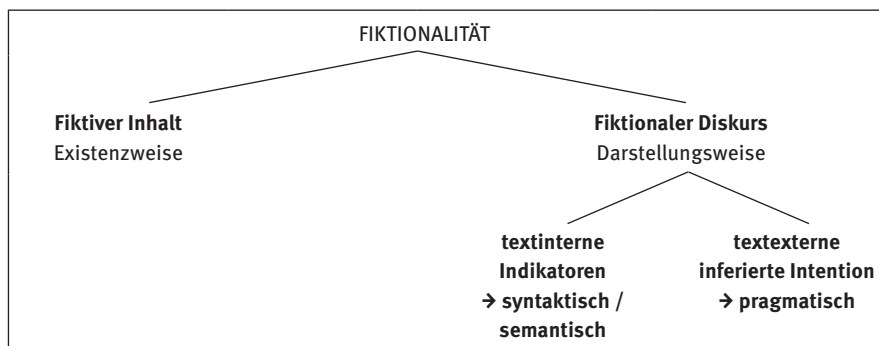 FIKTIONALITÄT
Fiktiver Inhalt
Existenzweise
Fiktionaler Diskurs
Darstellungsweise
textinterne
Indikatoren
→ syntaktisch /
semantisch
textexterne
inferierte Intention
→ pragmatisch